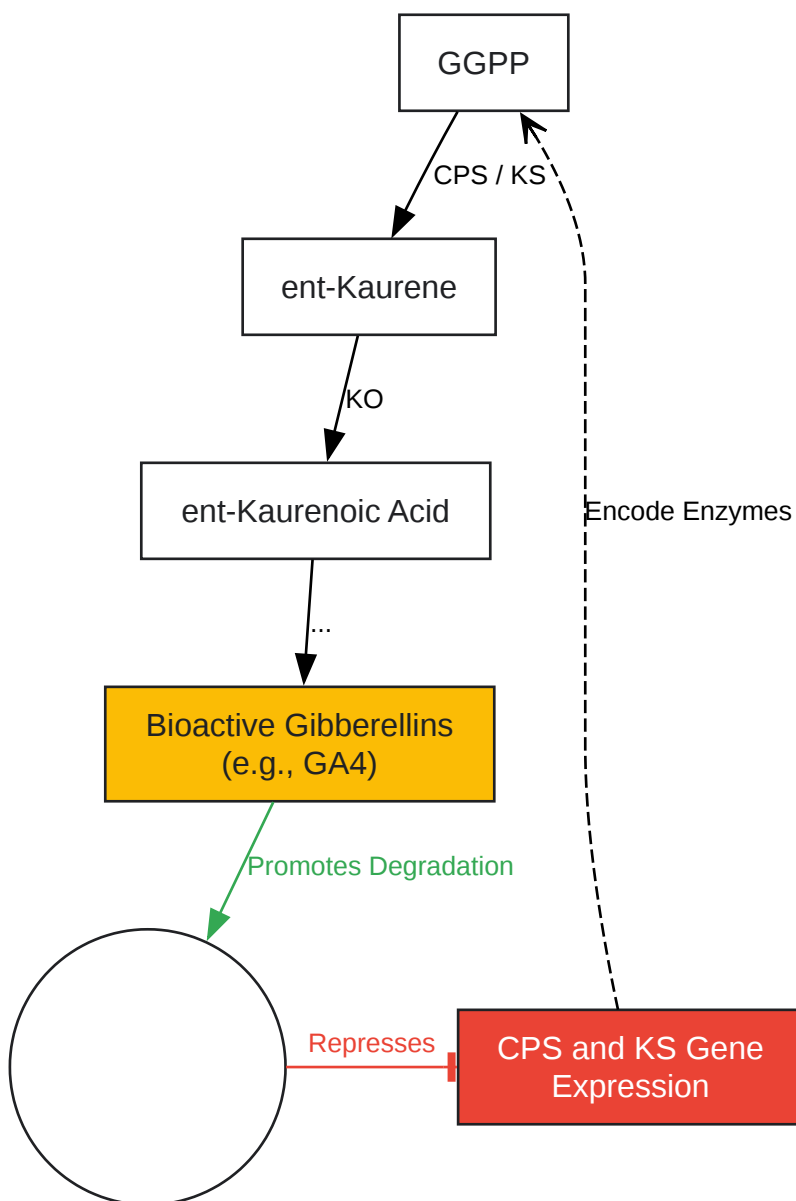 GGPP
CPS / KS
ent-Kaurene
KO
ent-Kaurenoic Acid
Encode Enzymes
...
Bioactive Gibberellins
(e.g., GA4)
Promotes Degradation
Represses
CPS and KS Gene
Expression